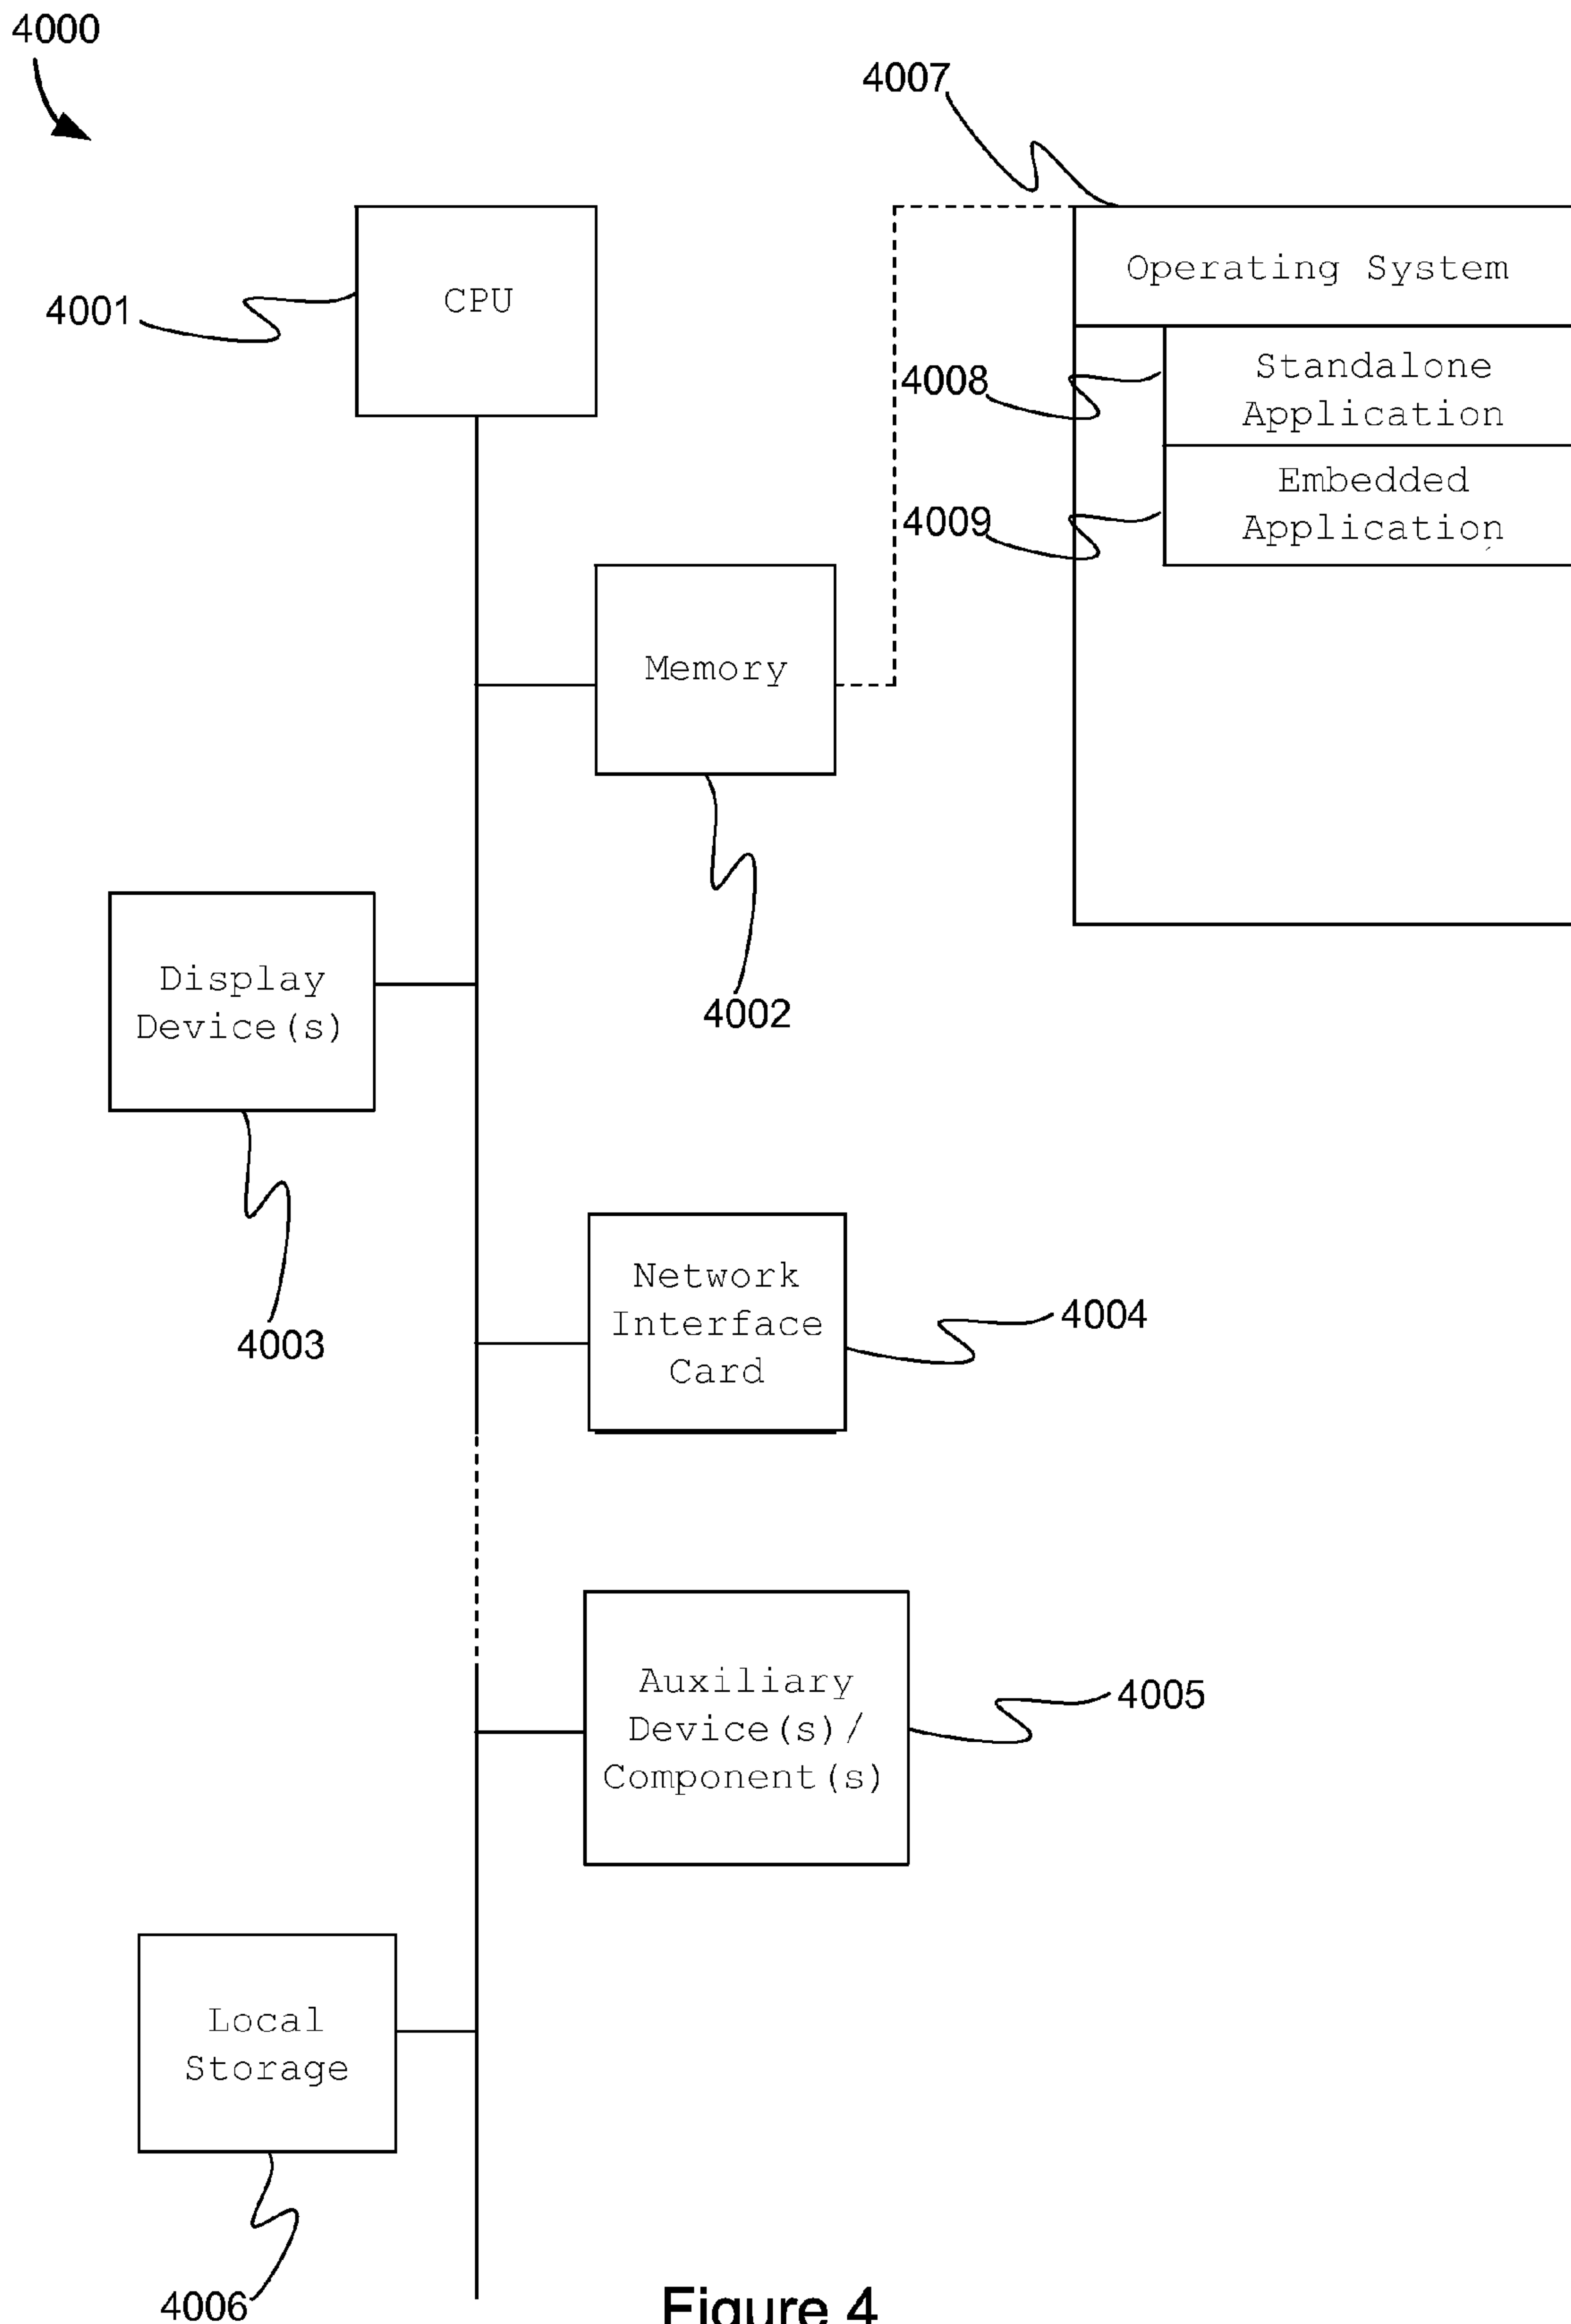 4000
4007
Operating System
4001
CPU
4008
Standalone
Application
4009
Embedded
Application
Memory
4002
Display
Device(s)
4003
Network
Interface
Card
4004
Auxiliary
Device(s)/
Component(s)
4005
Local
Storage
4006
Figure 4